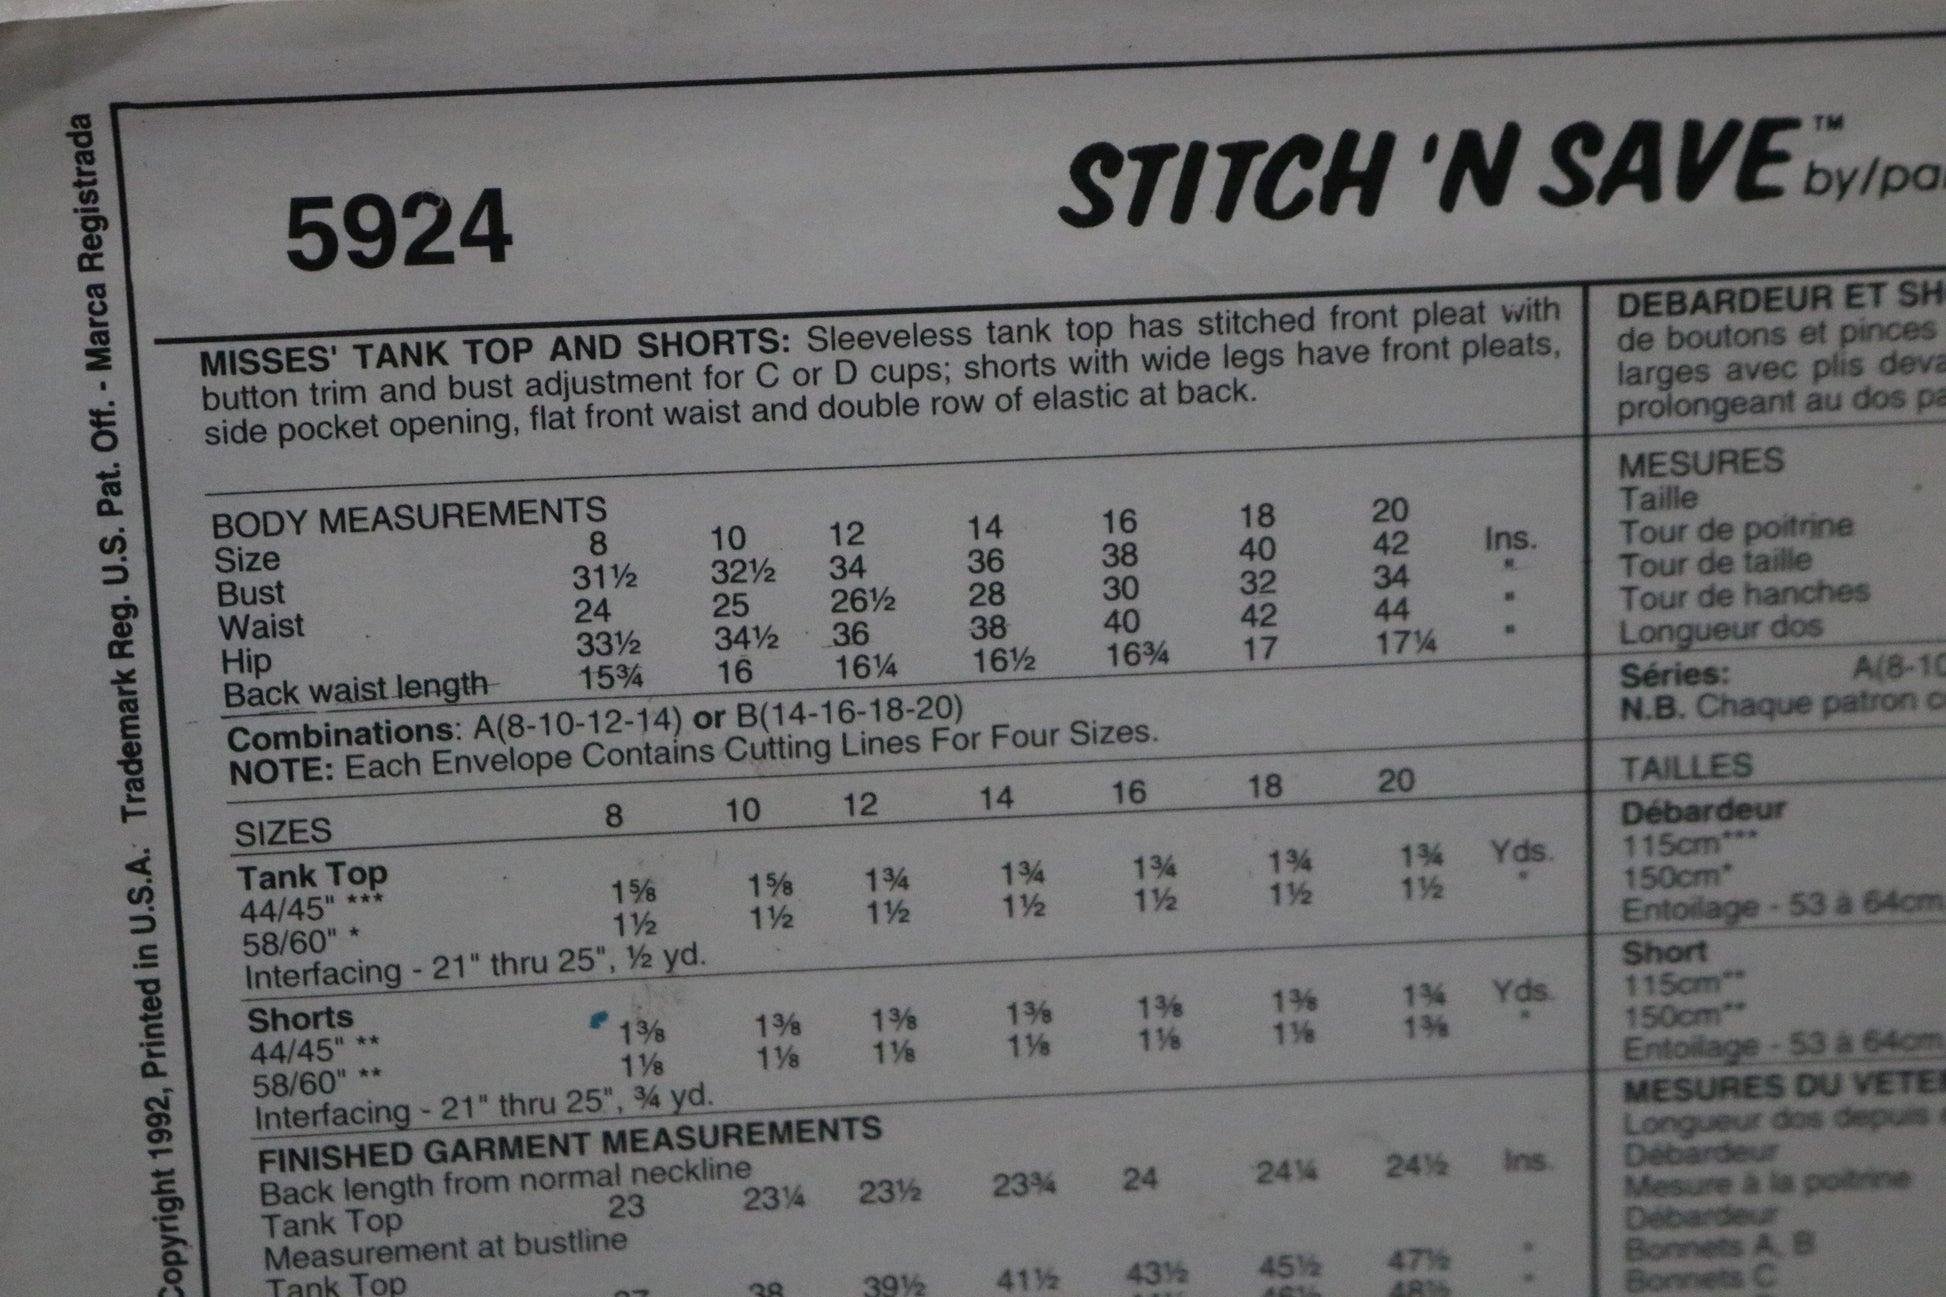 Copyright 1992, Printed in U.S.A. Trademark Reg. U.S. Pat. Off. - Marca Registrada
5924
STITCH 'N SAVE™ by/
MISSES' TANK TOP AND SHORTS: Sleeveless tank top has stitched front pleat with
button trim and bust adjustment for C or D cups; shorts with wide legs have front pleats,
side pocket opening, flat front waist and double row of elastic at back.
BODY MEASUREMENTS
Size 8 10 12 14 16 18 20
Bust 31½ 32½ 34 36 38 40 42 Ins.
Waist 24 25 26½ 28 30 32 34 "
Hip 33½ 34½ 36 38 40 42 44 "
Back waist length 15¾ 16 16¼ 16½ 16¾ 17 17¼ "
Combinations: A(8-10-12-14) or B(14-16-18-20)
NOTE: Each Envelope Contains Cutting Lines For Four Sizes.
SIZES 8 10 12 14 16 18 20
Tank Top
44/45" *** 1⅝ 1⅝ 1¾ 1¾ 1¾ 1¾ 1¾ Yds.
58/60" * 1½ 1½ 1½ 1½ 1½ 1½ 1½ "
Interfacing - 21" thru 25", ½ yd.
Shorts
44/45" ** 1⅜ 1⅜ 1⅜ 1⅜ 1⅜ 1⅜ 1¾ Yds.
58/60" ** 1⅛ 1⅛ 1⅛ 1⅛ 1⅛ 1⅛ 1⅜ "
Interfacing - 21" thru 25", ¾ yd.
FINISHED GARMENT MEASUREMENTS
Back length from normal neckline
Tank Top 23 23¼ 23½ 23¾ 24 24¼ 24½ Ins.
Measurement at bustline
Tank Top 38 39½ 41½ 43½ 45½ 47½ "
DEBARDEUR ET
de boutons et pinces
larges avec plis
prolongeant au dos
MESURES
Taille
Tour de poitrine
Tour de taille
Tour de hanches
Longueur dos
Séries: A(8-10
N.B. Chaque patron
TAILLES
Débardeur
115cm***
150cm*
Entoilage - 53 à 64cm
Short
115cm**
150cm**
Entoilage - 53 à 64cm
MESURES DU
Longueur dos depuis
Débardeur
Mesure à la poitrine
Débardeur
Bonnets A, B
Bonnets C